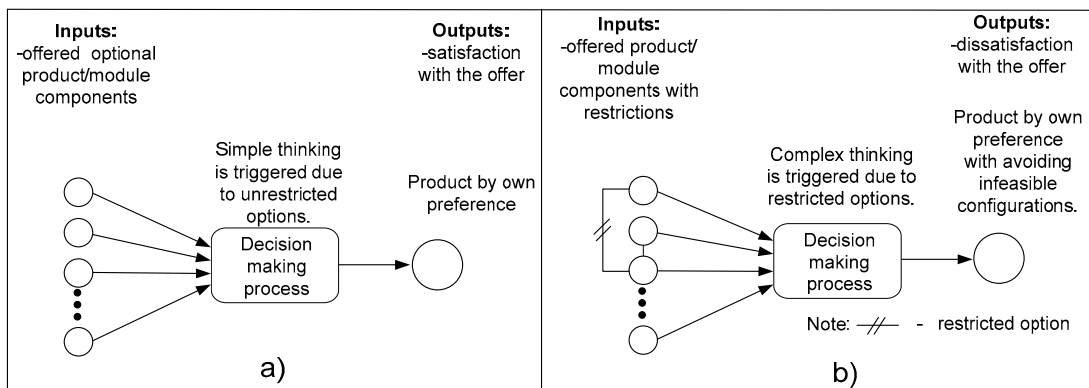 Inputs:
-offered optional
product/module
components
Outputs:
-satisfaction
with the offer
Simple thinking
is triggered due
to unrestricted
options.
Product by own
preference
Decision
making
process
a)
Inputs:
-offered product/
module
components with
restrictions
Outputs:
-dissatisfaction
with the offer
Product by own
preference
with avoiding
infeasible
configurations.
Complex thinking
is triggered due to
restricted options.
Decision
making
process
Note: - restricted option
b)